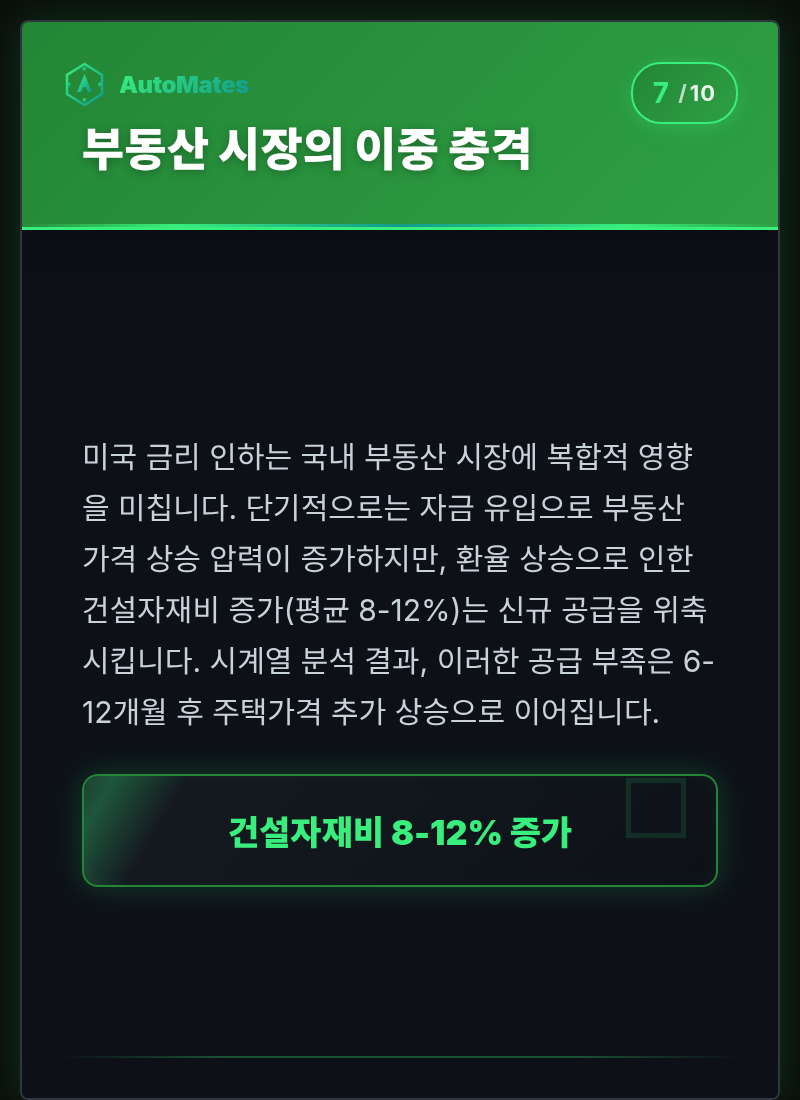 AutoMates
7 /10
부동산 시장의 이중 충격
미국 금리 인하는 국내 부동산 시장에 복합적 영향
을 미칩니다. 단기적으로는 자금 유입으로 부동산
가격 상승 압력이 증가하지만, 환율 상승으로 인한
건설자재비 증가(평균 8-12%)는 신규 공급을 위축
시킵니다. 시계열 분석 결과, 이러한 공급 부족은 6-
12개월 후 주택가격 추가 상승으로 이어집니다.
건설자재비 8-12% 증가